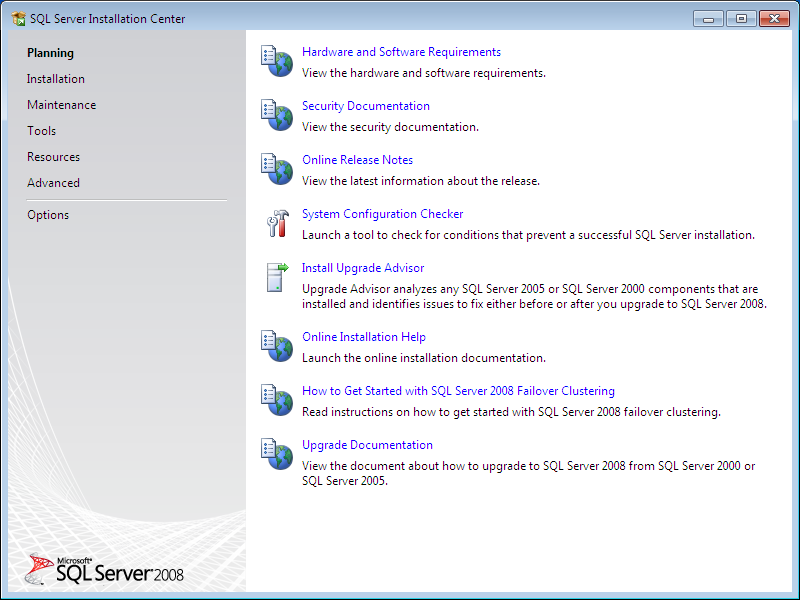 SQL Server Installation Center
Planning
Installation
Maintenance
Tools
Resources
Advanced
Options
Hardware and Software Requirements
View the hardware and software requirements.
Security Documentation
View the security documentation.
Online Release Notes
View the latest information about the release.
System Configuration Checker
Launch a tool to check for conditions that prevent a successful SQL Server installation.
Install Upgrade Advisor
Upgrade Advisor analyzes any SQL Server 2005 or SQL Server 2000 components that are
installed and identifies issues to fix either before or after you upgrade to SQL Server 2008.
Online Installation Help
Launch the online installation documentation.
How to Get Started with SQL Server 2008 Failover Clustering
Read instructions on how to get started with SQL Server 2008 failover clustering.
Upgrade Documentation
View the document about how to upgrade to SQL Server 2008 from SQL Server 2000 or
SQL Server 2005.
Microsoft®
SQL Server 2008